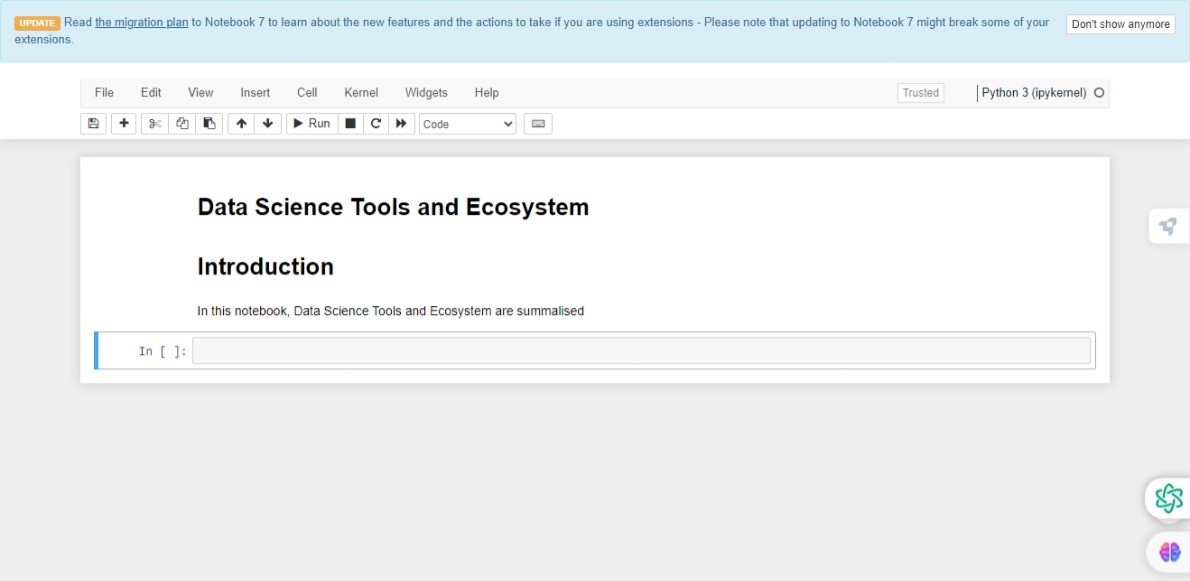 UPDATE Read the migration plan to Notebook 7 to learn about the new features and the actions to take if you are using extensions - Please note that updating to Notebook 7 might break some of your
extensions.
Don't show anymore
File Edit View Insert Cell Kernel Widgets Help
Trusted
Python 3 (ipykernel)
Run
Code
Data Science Tools and Ecosystem
Introduction
In this notebook, Data Science Tools and Ecosystem are summalised
In [ ]: